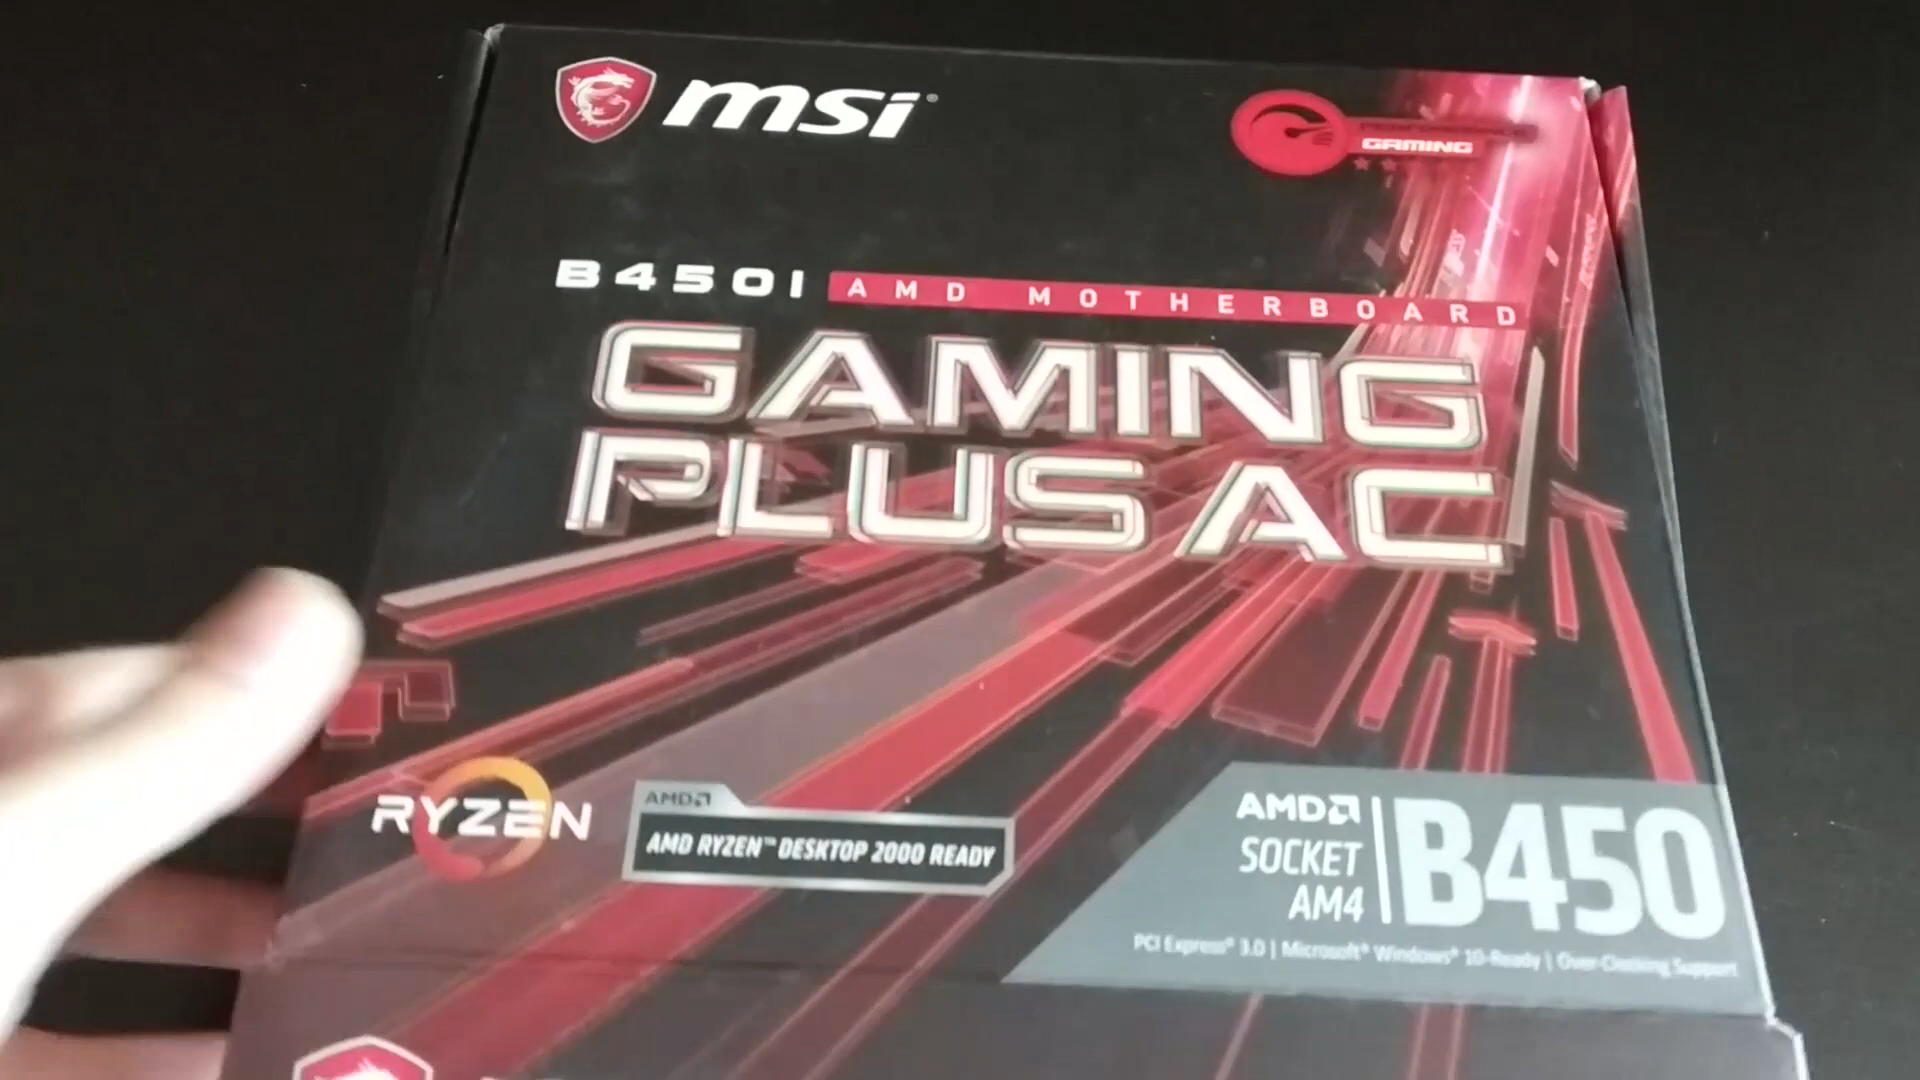 msi
GAMING
B450I AMD MOTHERBOARD
GAMING
PLUS AC
RYZEN
AMD
AMD RYZEN™ DESKTOP 2000 READY
AMD
SOCKET
AM4
B450
PCI Express® 3.0 | Microsoft® Windows® 10-Ready | Over-Clocking Support